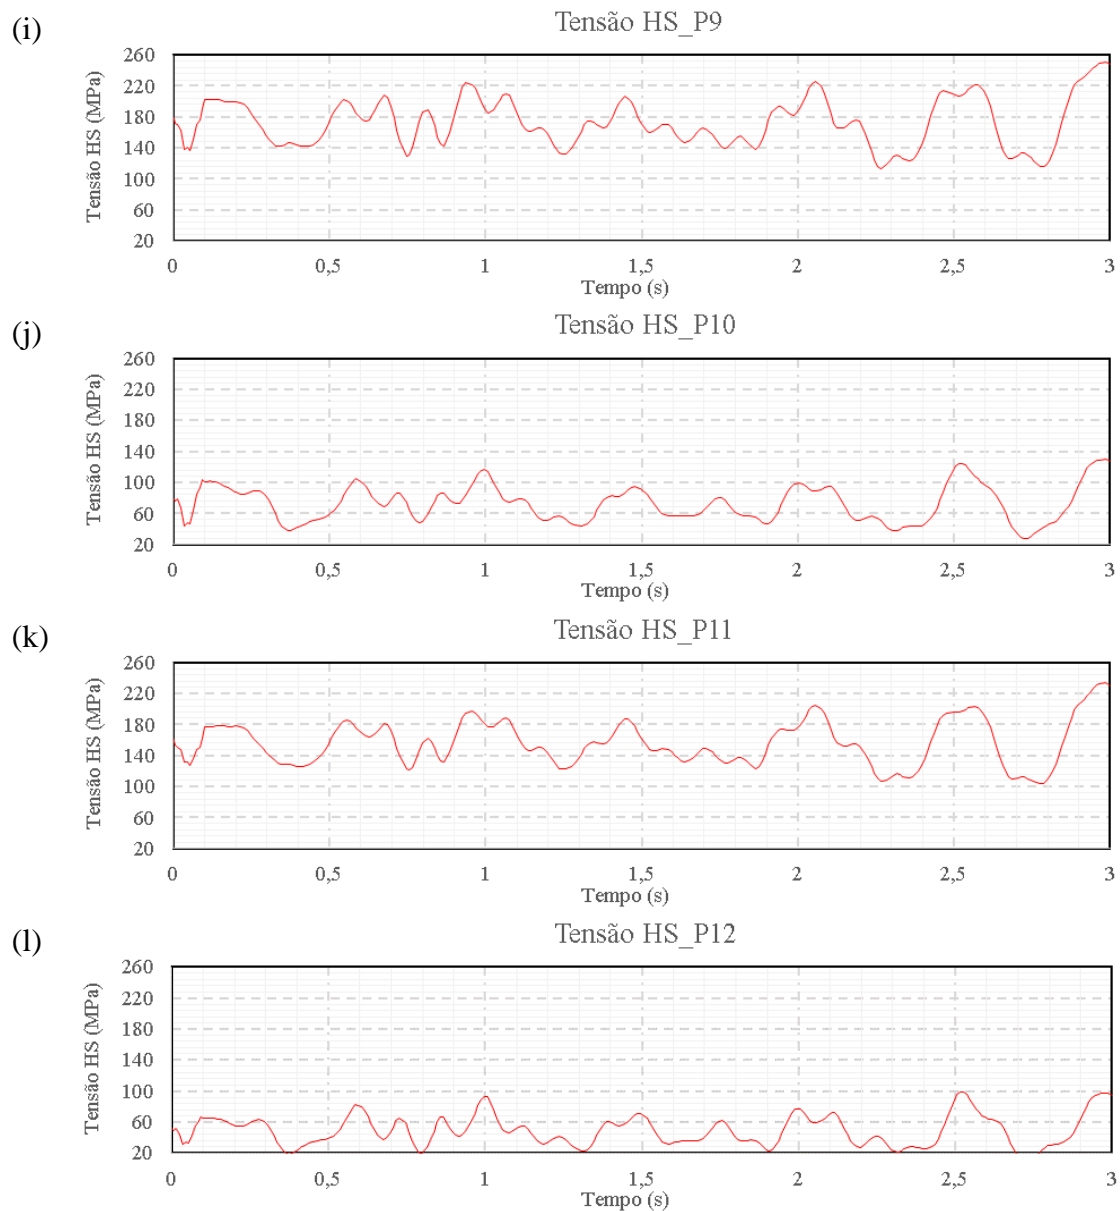 (i)
Tensão HS_P9
Tensão HS (MPa)
260
220
180
140
100
60
20
0 0,5 1 1,5 2 2,5 3
Tempo (s)
(j)
Tensão HS_P10
Tensão HS (MPa)
260
220
180
140
100
60
20
0 0,5 1 1,5 2 2,5 3
Tempo (s)
(k)
Tensão HS_P11
Tensão HS (MPa)
260
220
180
140
100
60
20
0 0,5 1 1,5 2 2,5 3
Tempo (s)
(l)
Tensão HS_P12
Tensão HS (MPa)
260
220
180
140
100
60
20
0 0,5 1 1,5 2 2,5 3
Tempo (s)